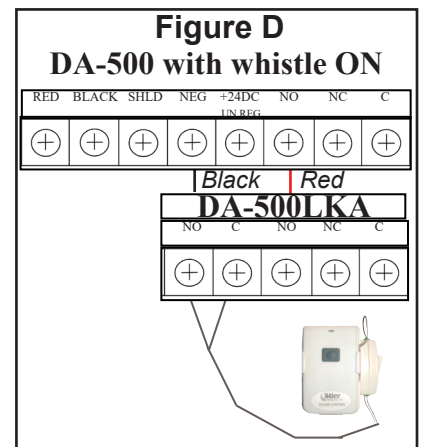 Figure D
DA-500 with whistle ON
RED BLACK SHLD NEG +24DC NO NC C
UN REG
Black Red
DA-500LKA
NO C NO NC C
Mier